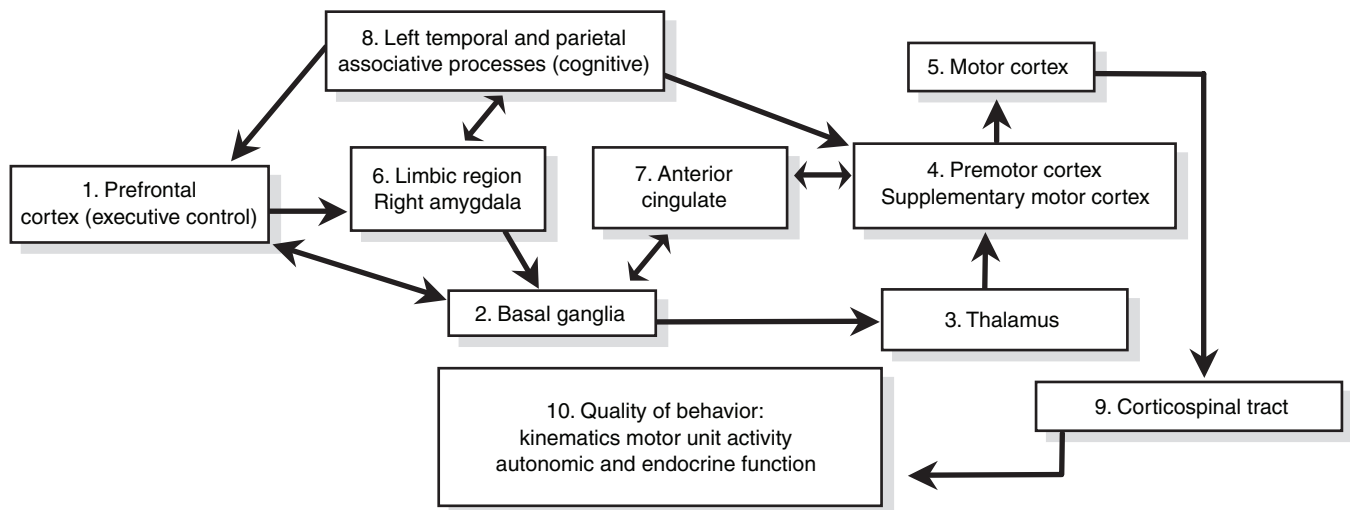 8. Left temporal and parietal
associative processes (cognitive)
5. Motor cortex
1. Prefrontal
cortex (executive control)
6. Limbic region
Right amygdala
7. Anterior
cingulate
4. Premotor cortex
Supplementary motor cortex
2. Basal ganglia
3. Thalamus
10. Quality of behavior:
kinematics motor unit activity
autonomic and endocrine function
9. Corticospinal tract